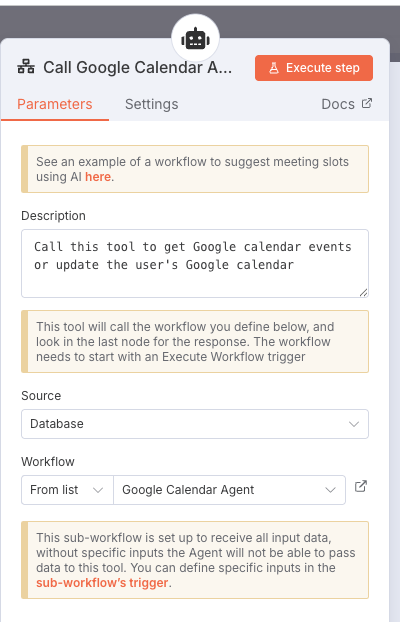 Call Google Calendar A...
Execute step
Parameters
Settings
Docs
See an example of a workflow to suggest meeting slots
using AI here.
Description
Call this tool to get Google calendar events
or update the user's Google calendar
This tool will call the workflow you define below, and
look in the last node for the response. The workflow
needs to start with an Execute Workflow trigger
Source
Database
Workflow
From list
Google Calendar Agent
This sub-workflow is set up to receive all input data,
without specific inputs the Agent will not be able to pass
data to this tool. You can define specific inputs in the
sub-workflow’s trigger.